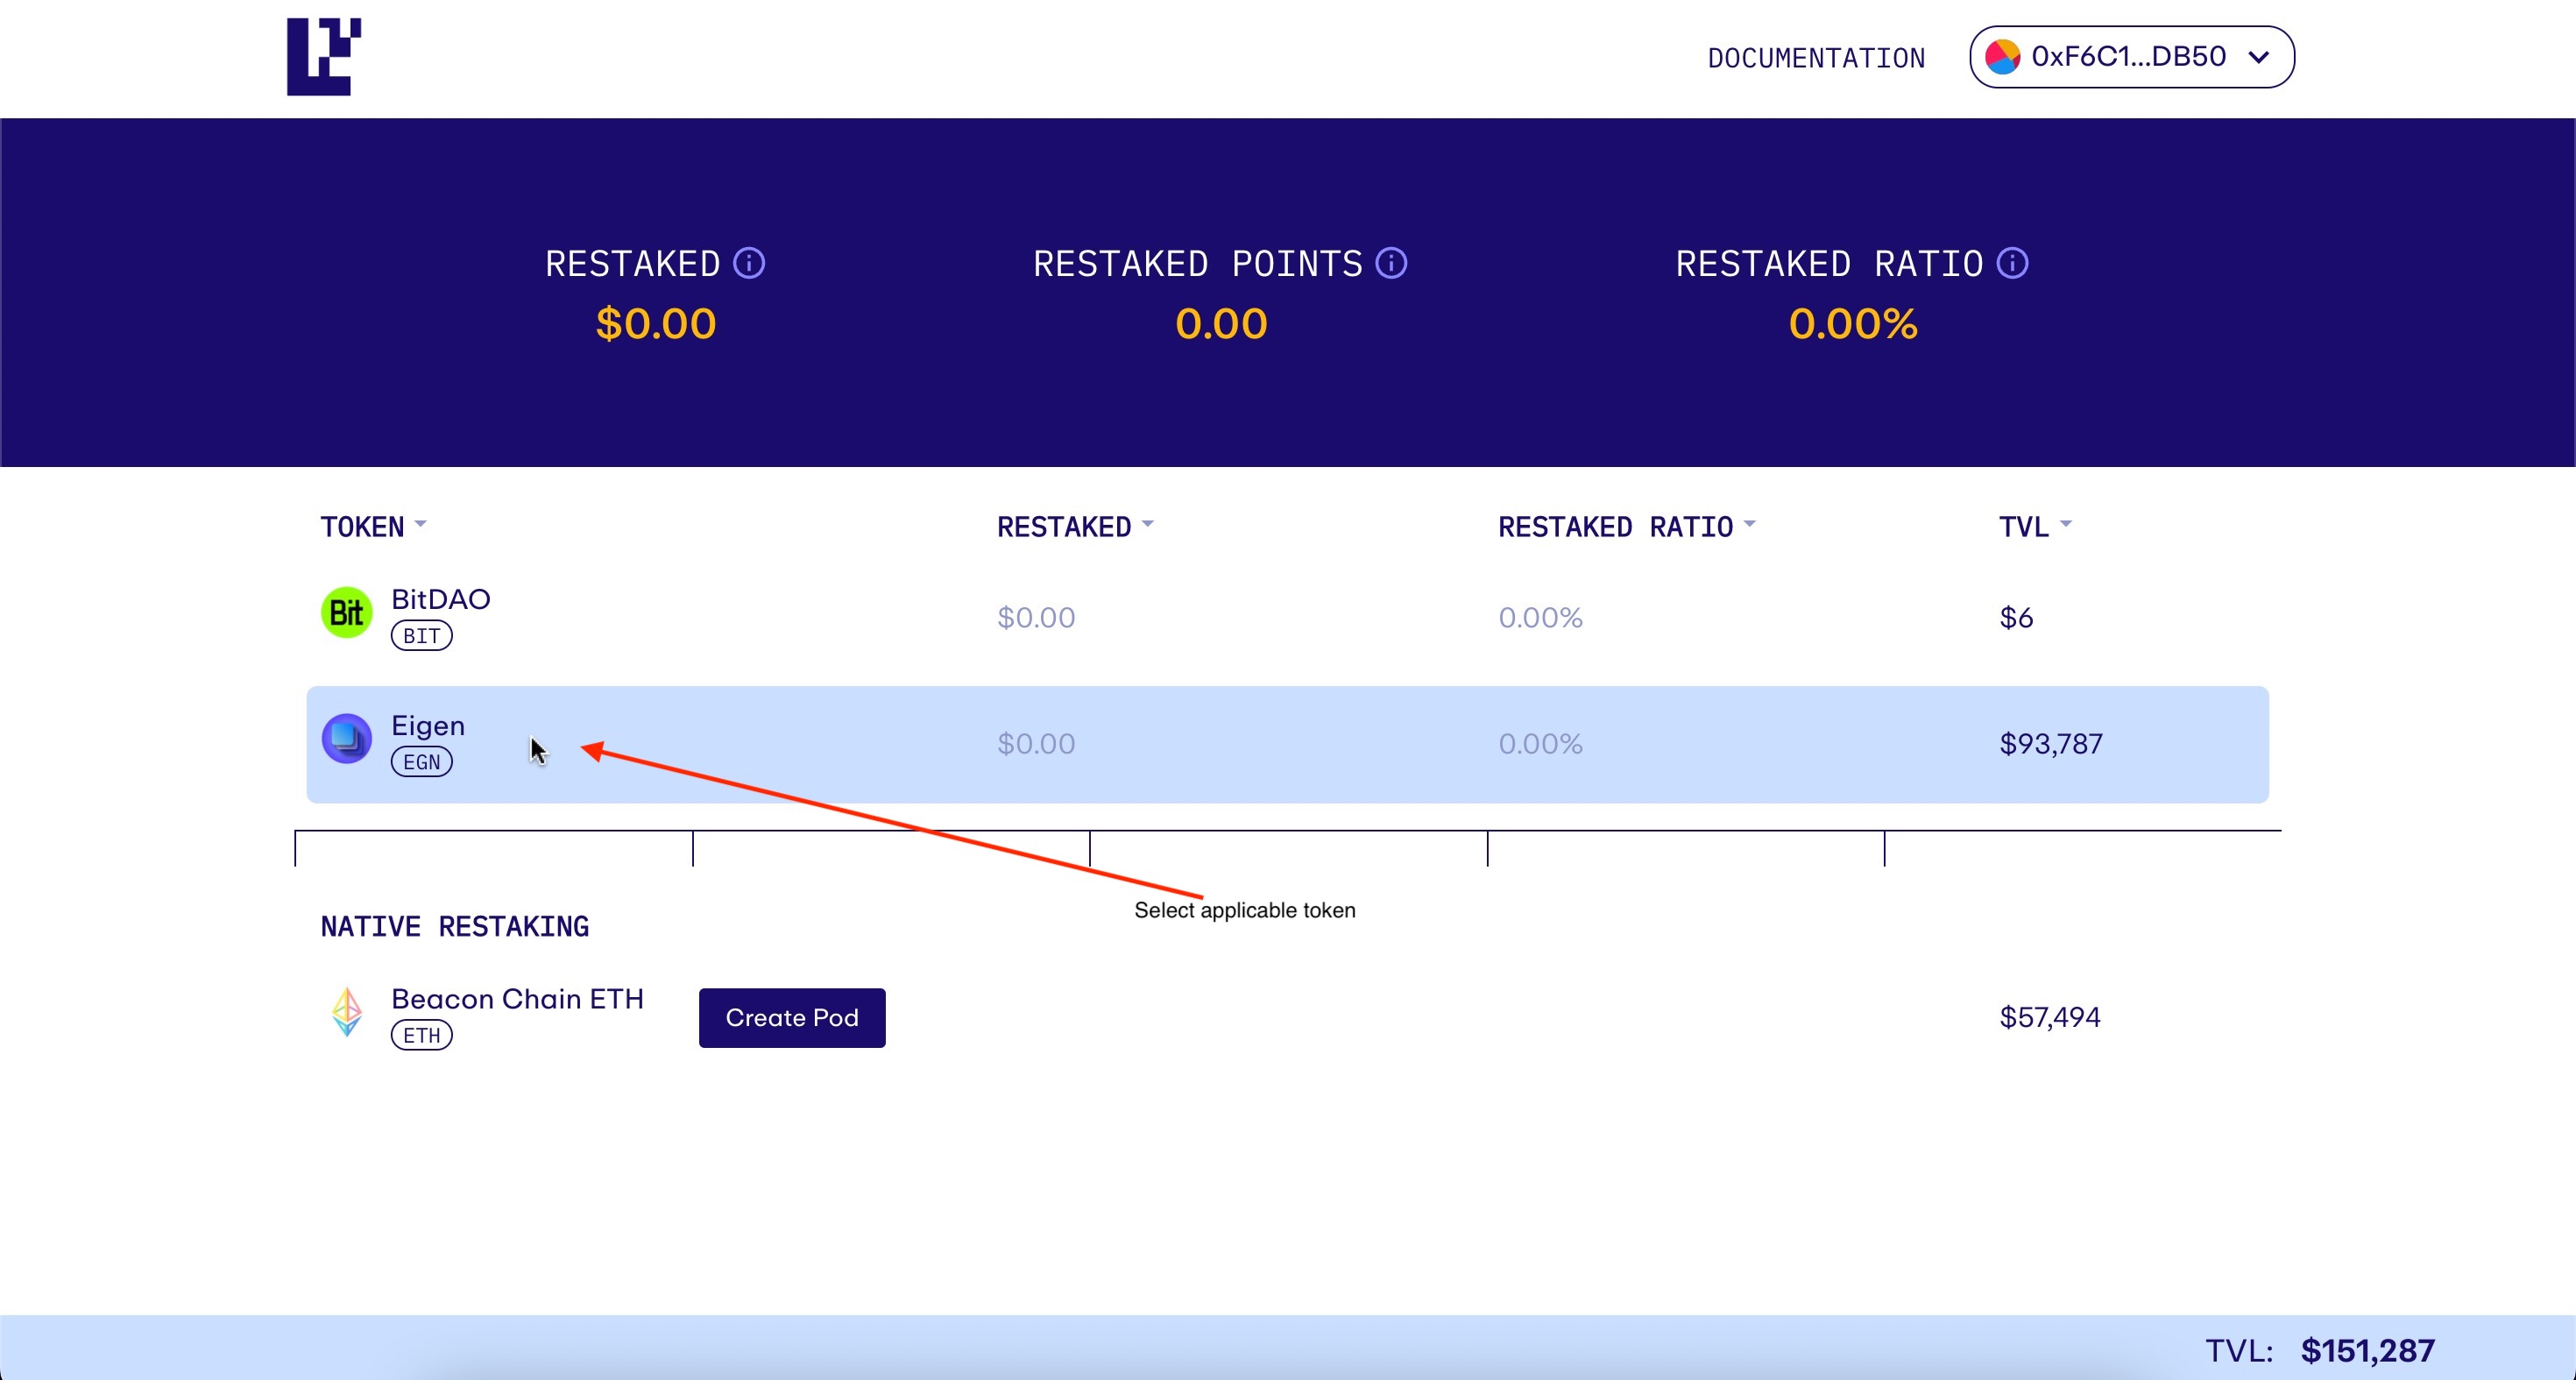 DOCUMENTATION 0xF6C1...DB50
RESTAKED RESTAKED POINTS RESTAKED RATIO
$0.00 0.00 0.00%
TOKEN RESTAKED RESTAKED RATIO TVL
Bit BitDAO
BIT
$0.00 0.00% $6
Eigen
EGN
$0.00 0.00% $93,787
Select applicable token
NATIVE RESTAKING
Beacon Chain ETH
ETH
Create Pod $57,494
TVL: $151,287